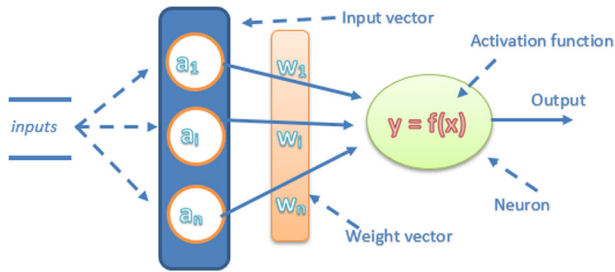 Input vector
Activation function
a1
w1
Output
inputs
ai
wi
y = f(x)
an
wn
Neuron
Weight vector